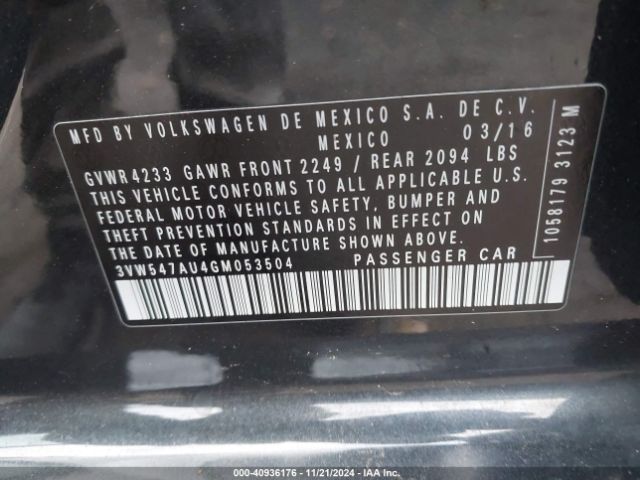 MFD BY VOLKSWAGEN DE MEXICO S.A. DE C.V.
MEXICO 03/16
GVWR 4233 GAWR FRONT 2249 / REAR 2094 LBS
THIS VEHICLE CONFORMS TO ALL APPLICABLE U.S.
FEDERAL MOTOR VEHICLE SAFETY, BUMPER AND
THEFT PREVENTION STANDARDS IN EFFECT ON
THE DATE OF MANUFACTURE SHOWN ABOVE.
3VW547AU4GM053504 PASSENGER CAR
1058179 3123 M
000-40936176 - 11/21/2024 - IAA Inc.